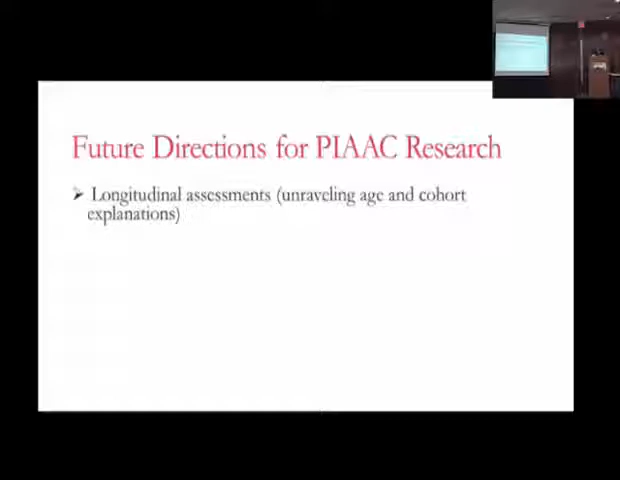 Future Directions for PIAAC Research
➤ Longitudinal assessments (unraveling age and cohort
explanations)